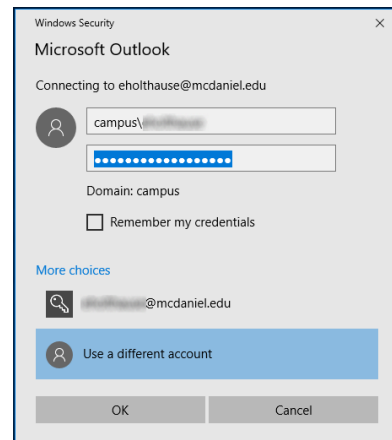 Windows Security
Microsoft Outlook
Connecting to eholthause@mcdaniel.edu
campus\
Domain: campus
Remember my credentials
More choices
@mcdaniel.edu
Use a different account
OK
Cancel